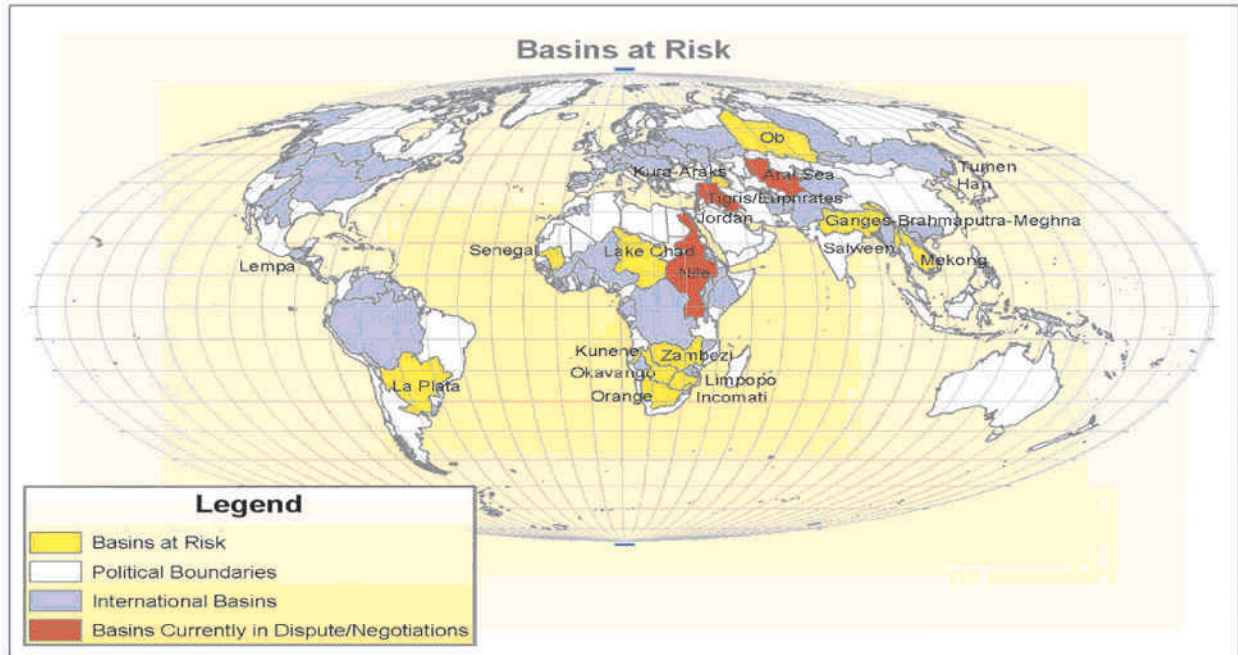 Basins at Risk
Ob
Tumen
Han
Kura-Araks
Aral Sea
Tigris/Euphrates
Jordan
Ganges-Brahmaputra-Meghna
Senegal
Lake Chad
Salween
Mekong
Lempa
Nile
Kunene
Zambezi
Okavango
La Plata
Limpopo
Orange
Incomati
Legend
Basins at Risk
Political Boundaries
International Basins
Basins Currently in Dispute/Negotiations